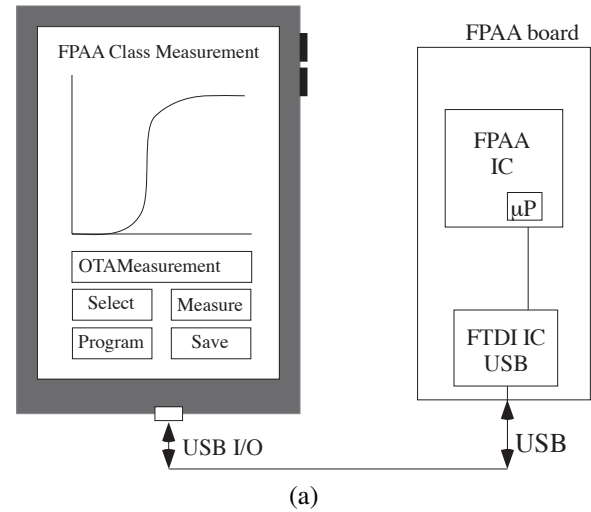 FPAA Class Measurement
OTAMeasurement
Select
Measure
Program
Save
USB I/O
FPAA board
FPAA
IC
μP
FTDI IC
USB
USB
(a)